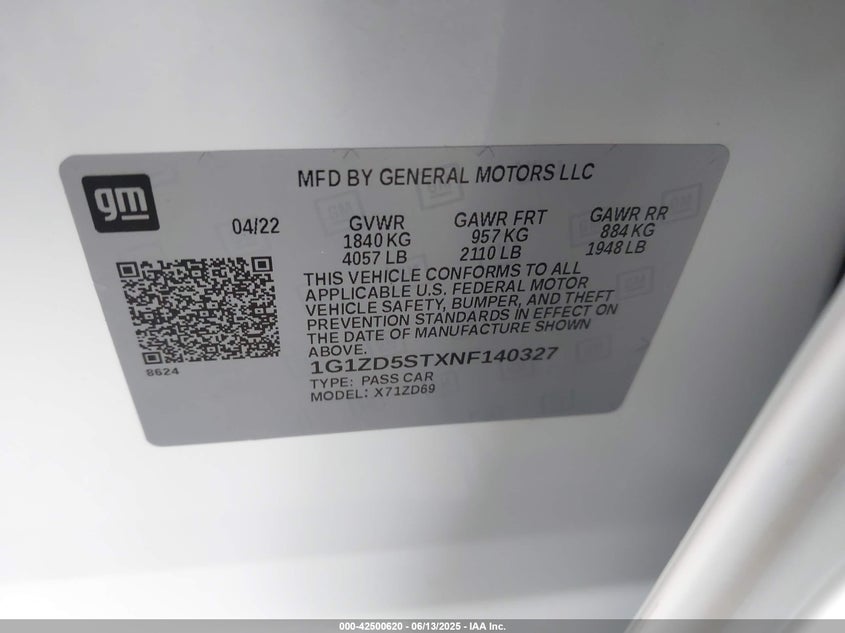 gm
MFD BY GENERAL MOTORS LLC
04/22
GVWR
1840 KG
4057 LB
GAWR FRT
957 KG
2110 LB
GAWR RR
884 KG
1948 LB
THIS VEHICLE CONFORMS TO ALL
APPLICABLE U.S. FEDERAL MOTOR
VEHICLE SAFETY, BUMPER, AND THEFT
PREVENTION STANDARDS IN EFFECT ON
THE DATE OF MANUFACTURE SHOWN
ABOVE.
1G1ZD5STXNF140327
TYPE: PASS CAR
MODEL: X71ZD69
8624
000-42500620 - 06/13/2025 - IAA Inc.